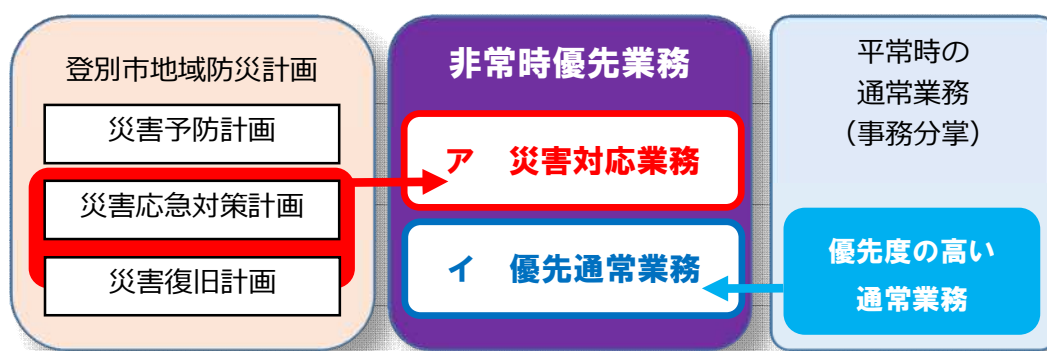 登別市地域防災計画
災害予防計画
災害応急対策計画
災害復旧計画
非常時優先業務
ア　災害対応業務
イ　優先通常業務
平常時の
通常業務
（事務分掌）
優先度の高い
通常業務